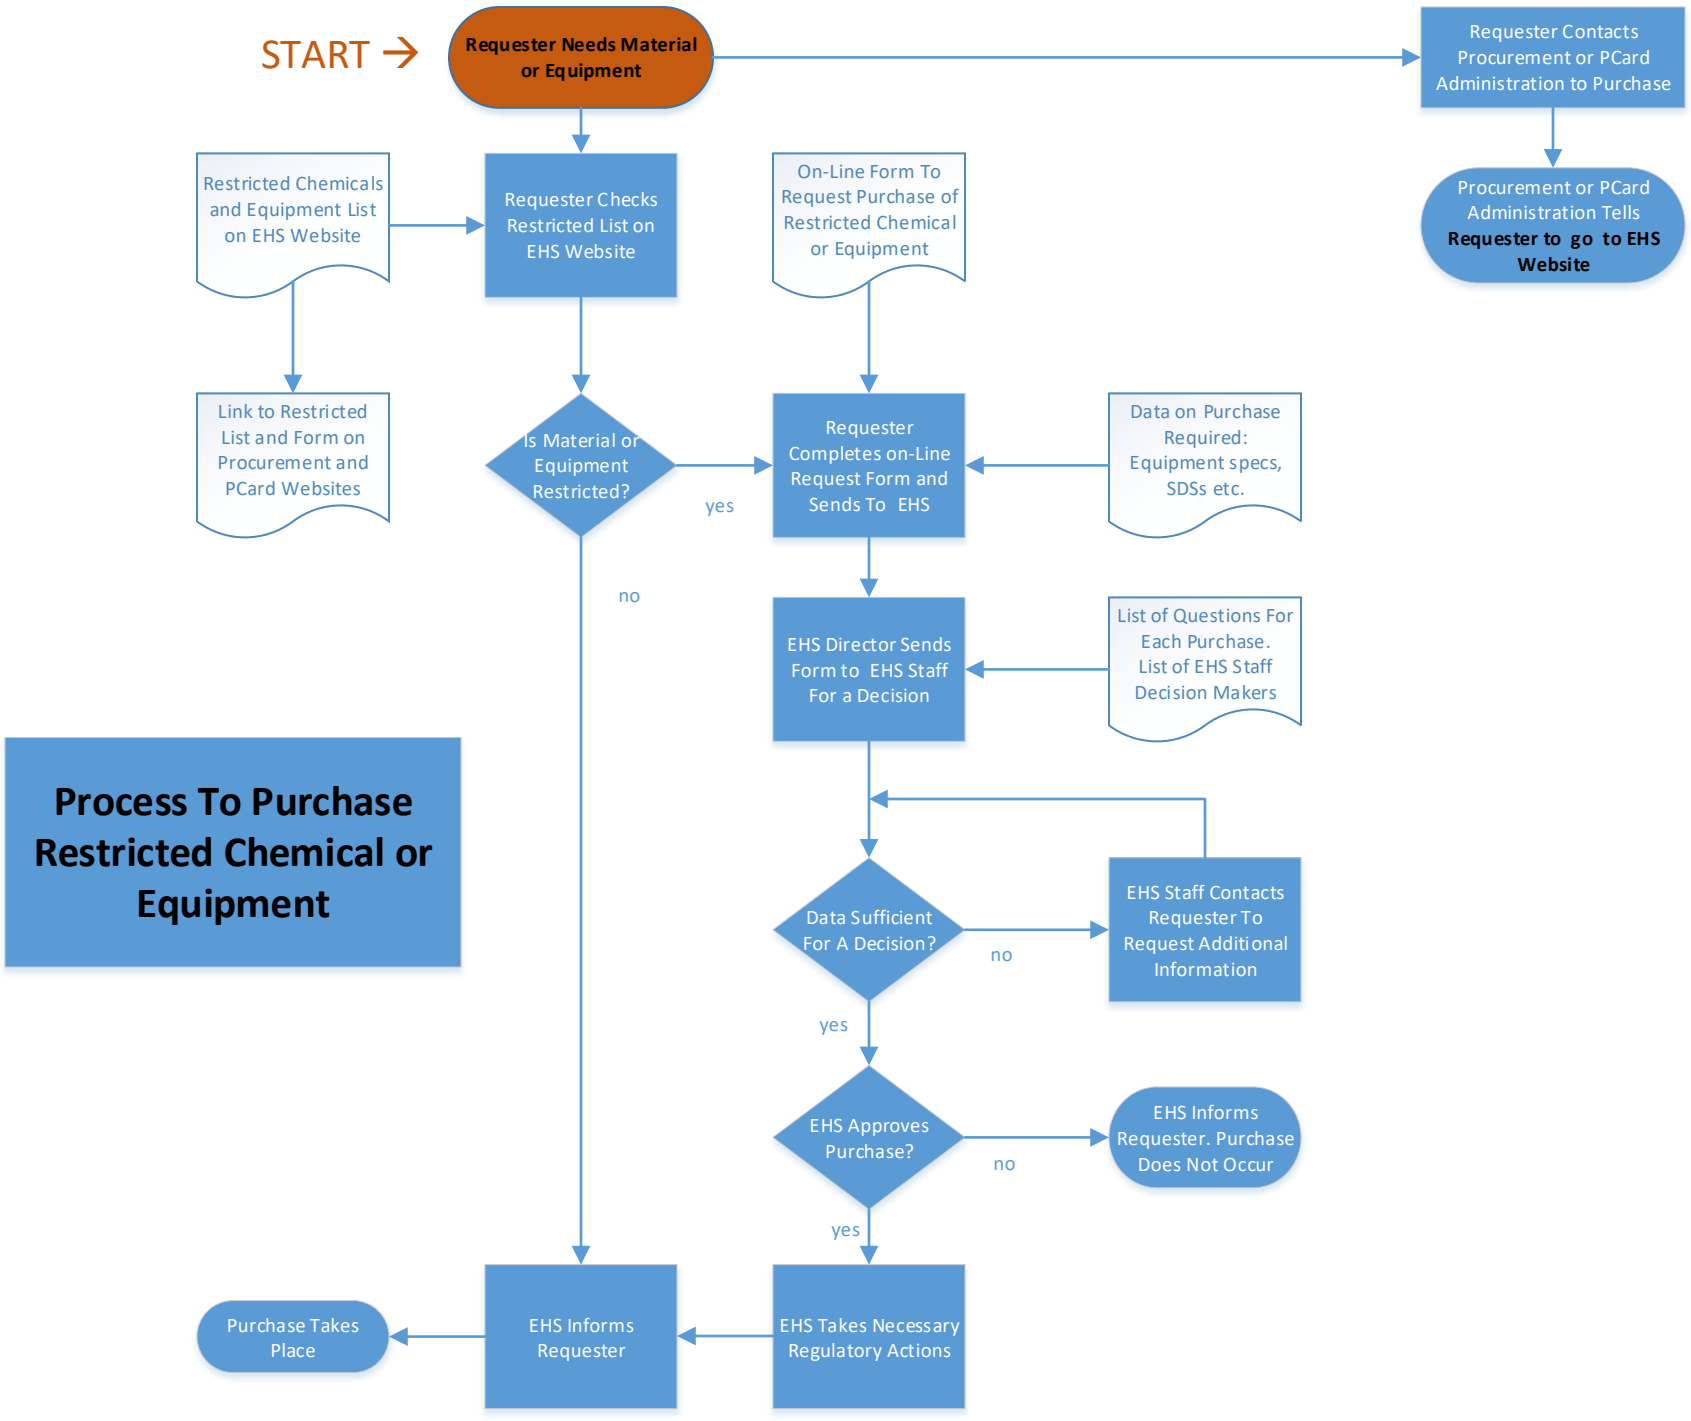 START →
Requester Needs Material
or Equipment
Requester Contacts
Procurement or PCard
Administration to Purchase
Restricted Chemicals
and Equipment List
on EHS Website
Requester Checks
Restricted List on
EHS Website
On-Line Form To
Request Purchase of
Restricted Chemical
or Equipment
Procurement or PCard
Administration Tells
Requester to go to EHS
Website
Link to Restricted
List and Form on
Procurement and
PCard Websites
Is Material or
Equipment
Restricted?
yes
no
Requester
Completes on-Line
Request Form and
Sends To EHS
Data on Purchase
Required:
Equipment specs,
SDSs etc.
EHS Director Sends
Form to EHS Staff
For a Decision
List of Questions For
Each Purchase.
List of EHS Staff
Decision Makers
Process To Purchase
Restricted Chemical or
Equipment
Data Sufficient
For A Decision?
no
yes
EHS Staff Contacts
Requester To
Request Additional
Information
EHS Approves
Purchase?
no
yes
EHS Informs
Requester. Purchase
Does Not Occur
Purchase Takes
Place
EHS Informs
Requester
EHS Takes Necessary
Regulatory Actions